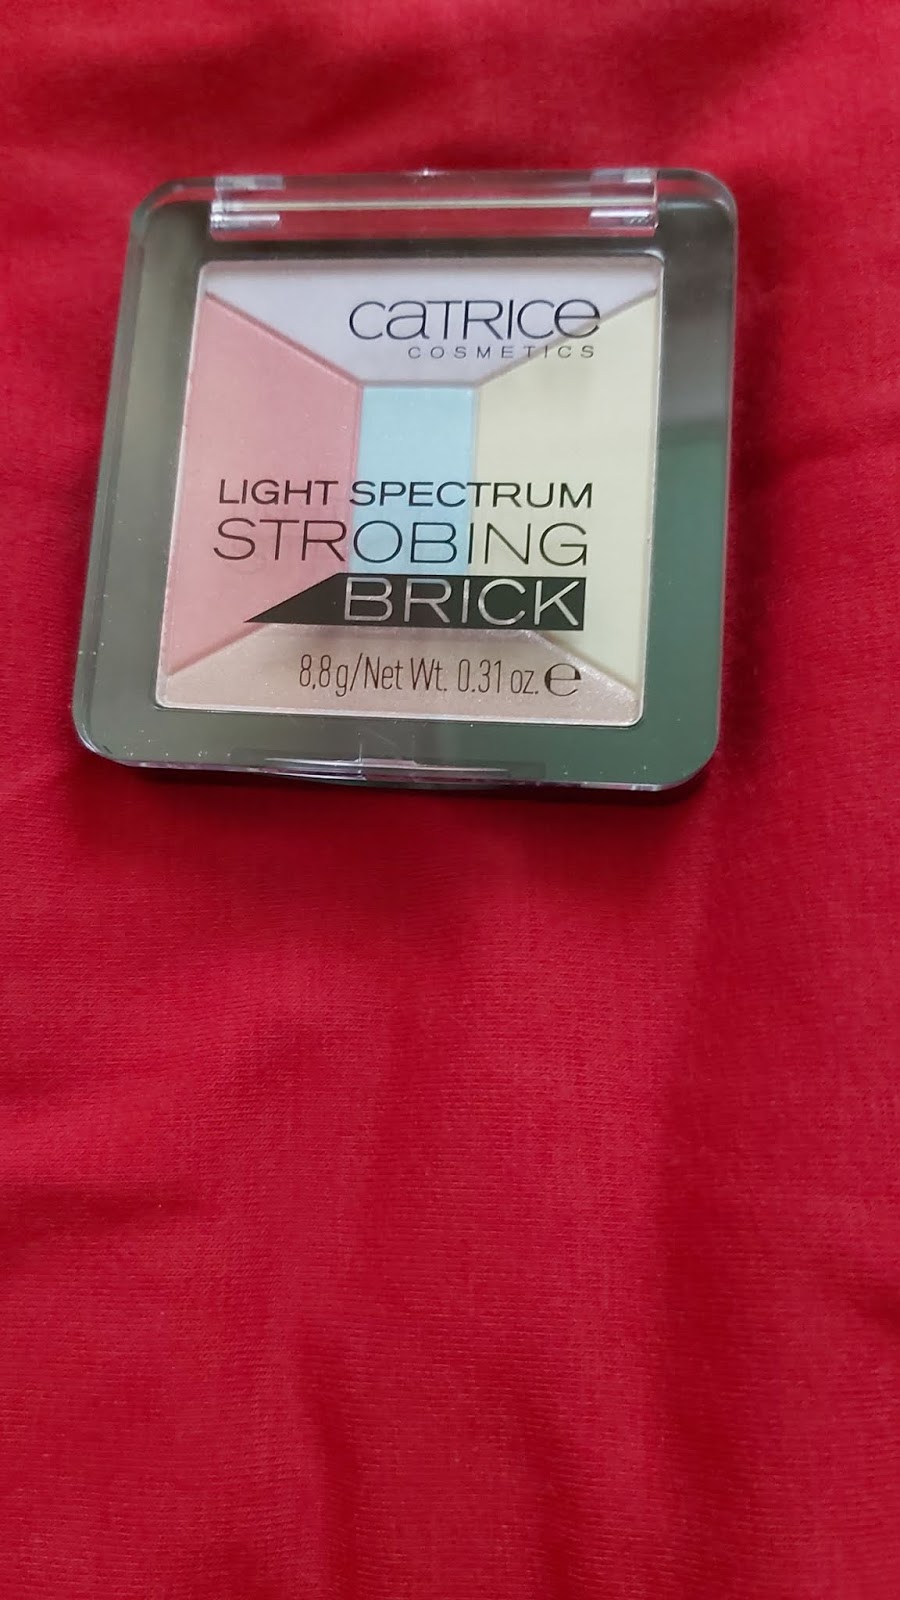 CATRICE
COSMETICS
LIGHT SPECTRUM
STROBING
BRICK
8,8g/Net Wt. 0.31 oz. ℮